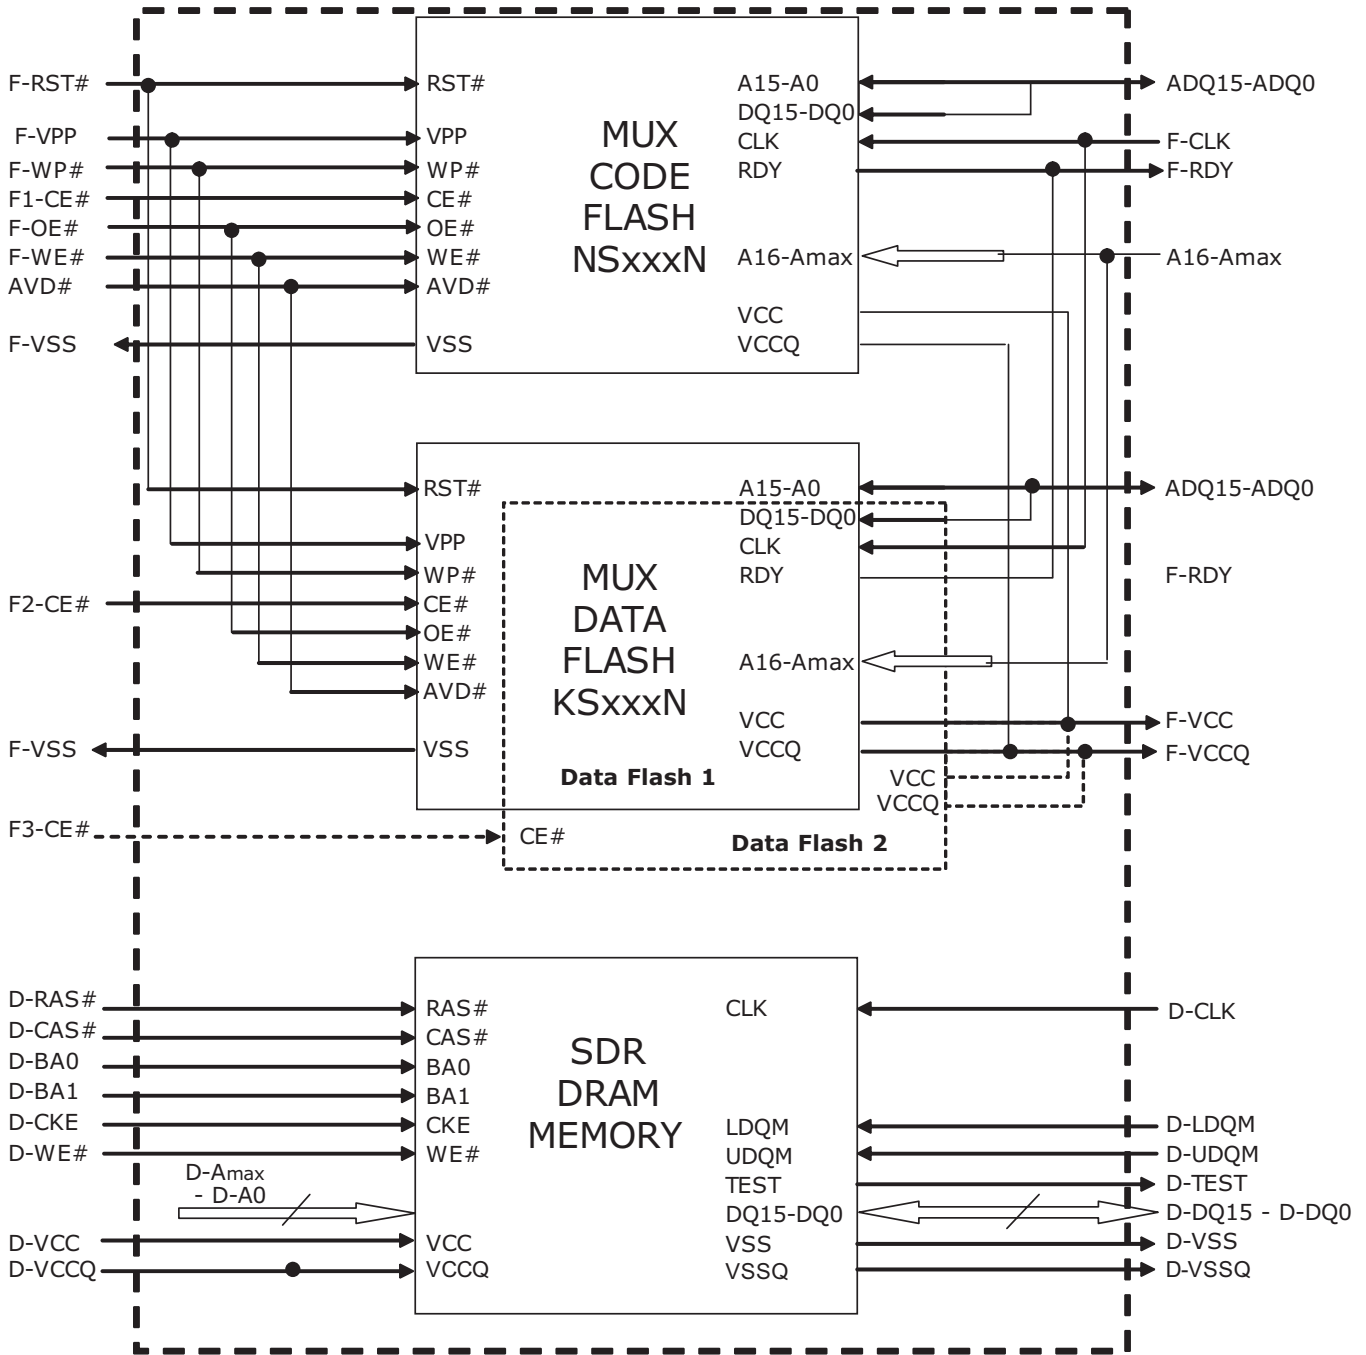 F-RST#
F-VPP
F-WP#
F1-CE#
F-OE#
F-WE#
AVD#
F-VSS
RST#
VPP
WP#
CE#
OE#
WE#
AVD#
VSS
MUX
CODE
FLASH
NSxxxN
A15-A0
DQ15-DQ0
CLK
RDY
A16-Amax
VCC
VCCQ
ADQ15-ADQ0
F-CLK
F-RDY
A16-Amax
F2-CE#
F-VSS
F3-CE#
RST#
VPP
WP#
CE#
OE#
WE#
AVD#
VSS
MUX
DATA
FLASH
KSxxxN
Data Flash 1
A15-A0
DQ15-DQ0
CLK
RDY
A16-Amax
VCC
VCCQ
VCC
VCCQ
CE#
Data Flash 2
ADQ15-ADQ0
F-RDY
F-VCC
F-VCCQ
D-RAS#
D-CAS#
D-BA0
D-BA1
D-CKE
D-WE#
D-Amax
- D-A0
D-VCC
D-VCCQ
RAS#
CAS#
BA0
BA1
CKE
WE#
VCC
VCCQ
SDR
DRAM
MEMORY
CLK
LDQM
UDQM
TEST
DQ15-DQ0
VSS
VSSQ
D-CLK
D-LDQM
D-UDQM
D-TEST
D-DQ15 - D-DQ0
D-VSS
D-VSSQ